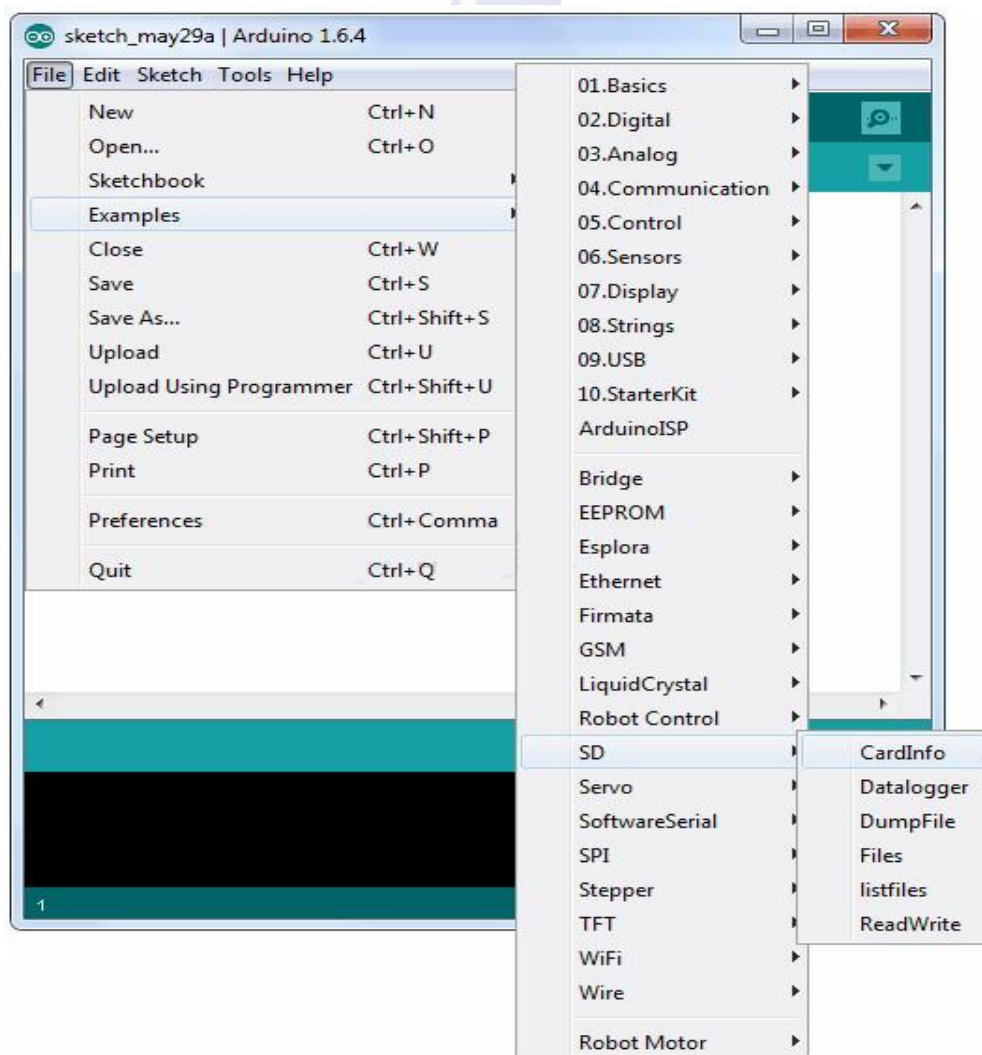 sketch_may29a | Arduino 1.6.4
File Edit Sketch Tools Help
New Ctrl+N
Open... Ctrl+O
Sketchbook
Examples
Close Ctrl+W
Save Ctrl+S
Save As... Ctrl+Shift+S
Upload Ctrl+U
Upload Using Programmer Ctrl+Shift+U
Page Setup Ctrl+Shift+P
Print Ctrl+P
Preferences Ctrl+Comma
Quit Ctrl+Q
01.Basics
02.Digital
03.Analog
04.Communication
05.Control
06.Sensors
07.Display
08.Strings
09.USB
10.StarterKit
ArduinoISP
Bridge
EEPROM
Esplora
Ethernet
Firmata
GSM
LiquidCrystal
Robot Control
SD
Servo
SoftwareSerial
SPI
Stepper
TFT
WiFi
Wire
Robot Motor
CardInfo
Datalogger
DumpFile
Files
listfiles
ReadWrite
1